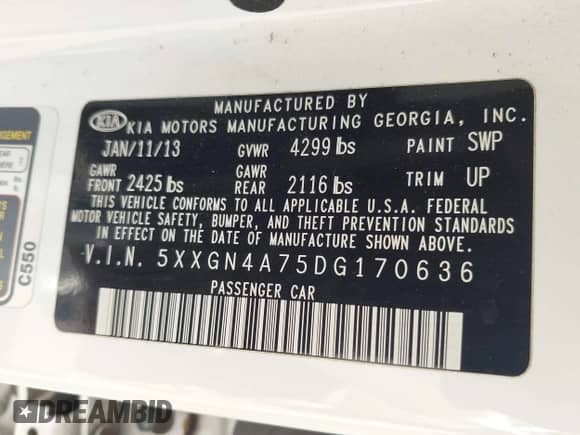 MANUFACTURED BY
KIA KIA MOTORS MANUFACTURING GEORGIA, INC.
JAN/11/13 GVWR 4299 lbs PAINT SWP
GAWR FRONT 2425 lbs GAWR REAR 2116 lbs TRIM UP
THIS VEHICLE CONFORMS TO ALL APPLICABLE U.S.A. FEDERAL
MOTOR VEHICLE SAFETY, BUMPER, AND THEFT PREVENTION STANDARDS
IN EFFECT ON THE DATE OF MANUFACTURE SHOWN ABOVE.
V.I.N. 5XXGN4A75DG170636
PASSENGER CAR
C550
DREAMBID